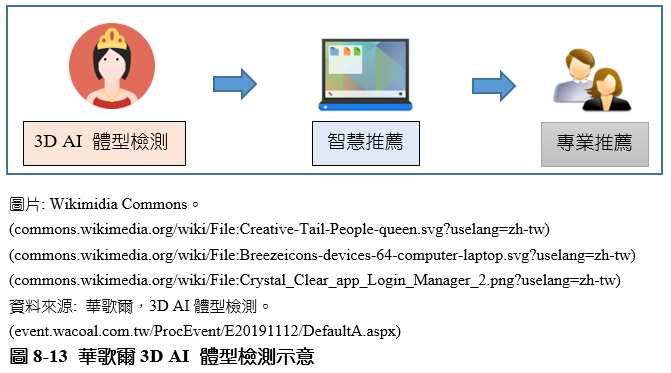 3D AI 體型檢測
智慧推薦
專業推薦
圖片: Wikimidia Commons。
(commons.wikimedia.org/wiki/File:Creative-Tail-People-queen.svg?uselang=zh-tw)
(commons.wikimedia.org/wiki/File:Breezeicons-devices-64-computer-laptop.svg?uselang=zh-tw)
(commons.wikimedia.org/wiki/File:Crystal_Clear_app_Login_Manager_2.png?uselang=zh-tw)
資料來源: 華歌爾，3D AI 體型檢測。
(event.wacoal.com.tw/ProcEvent/E20191112/DefaultA.aspx)
圖 8-13 華歌爾 3D AI 體型檢測示意